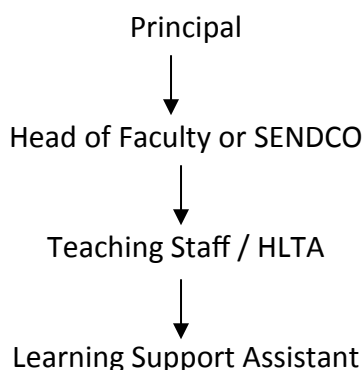 Principal
Head of Faculty or SENDCO
Teaching Staff / HLTA
Learning Support Assistant